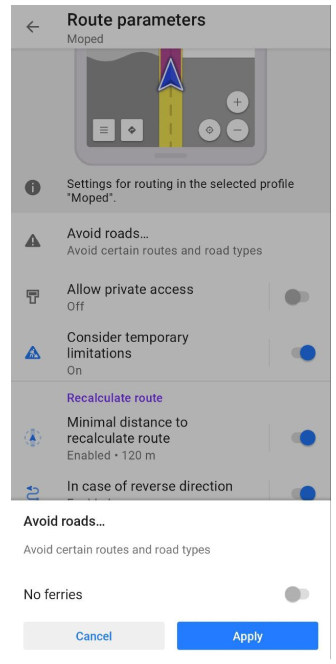 Route parameters
Moped
Settings for routing in the selected profile
"Moped".
Avoid roads...
Avoid certain routes and road types
Allow private access
Off
Consider temporary
limitations
On
Recalculate route
Minimal distance to
recalculate route
Enabled • 120 m
In case of reverse direction
Avoid roads...
Avoid certain routes and road types
No ferries
Cancel
Apply